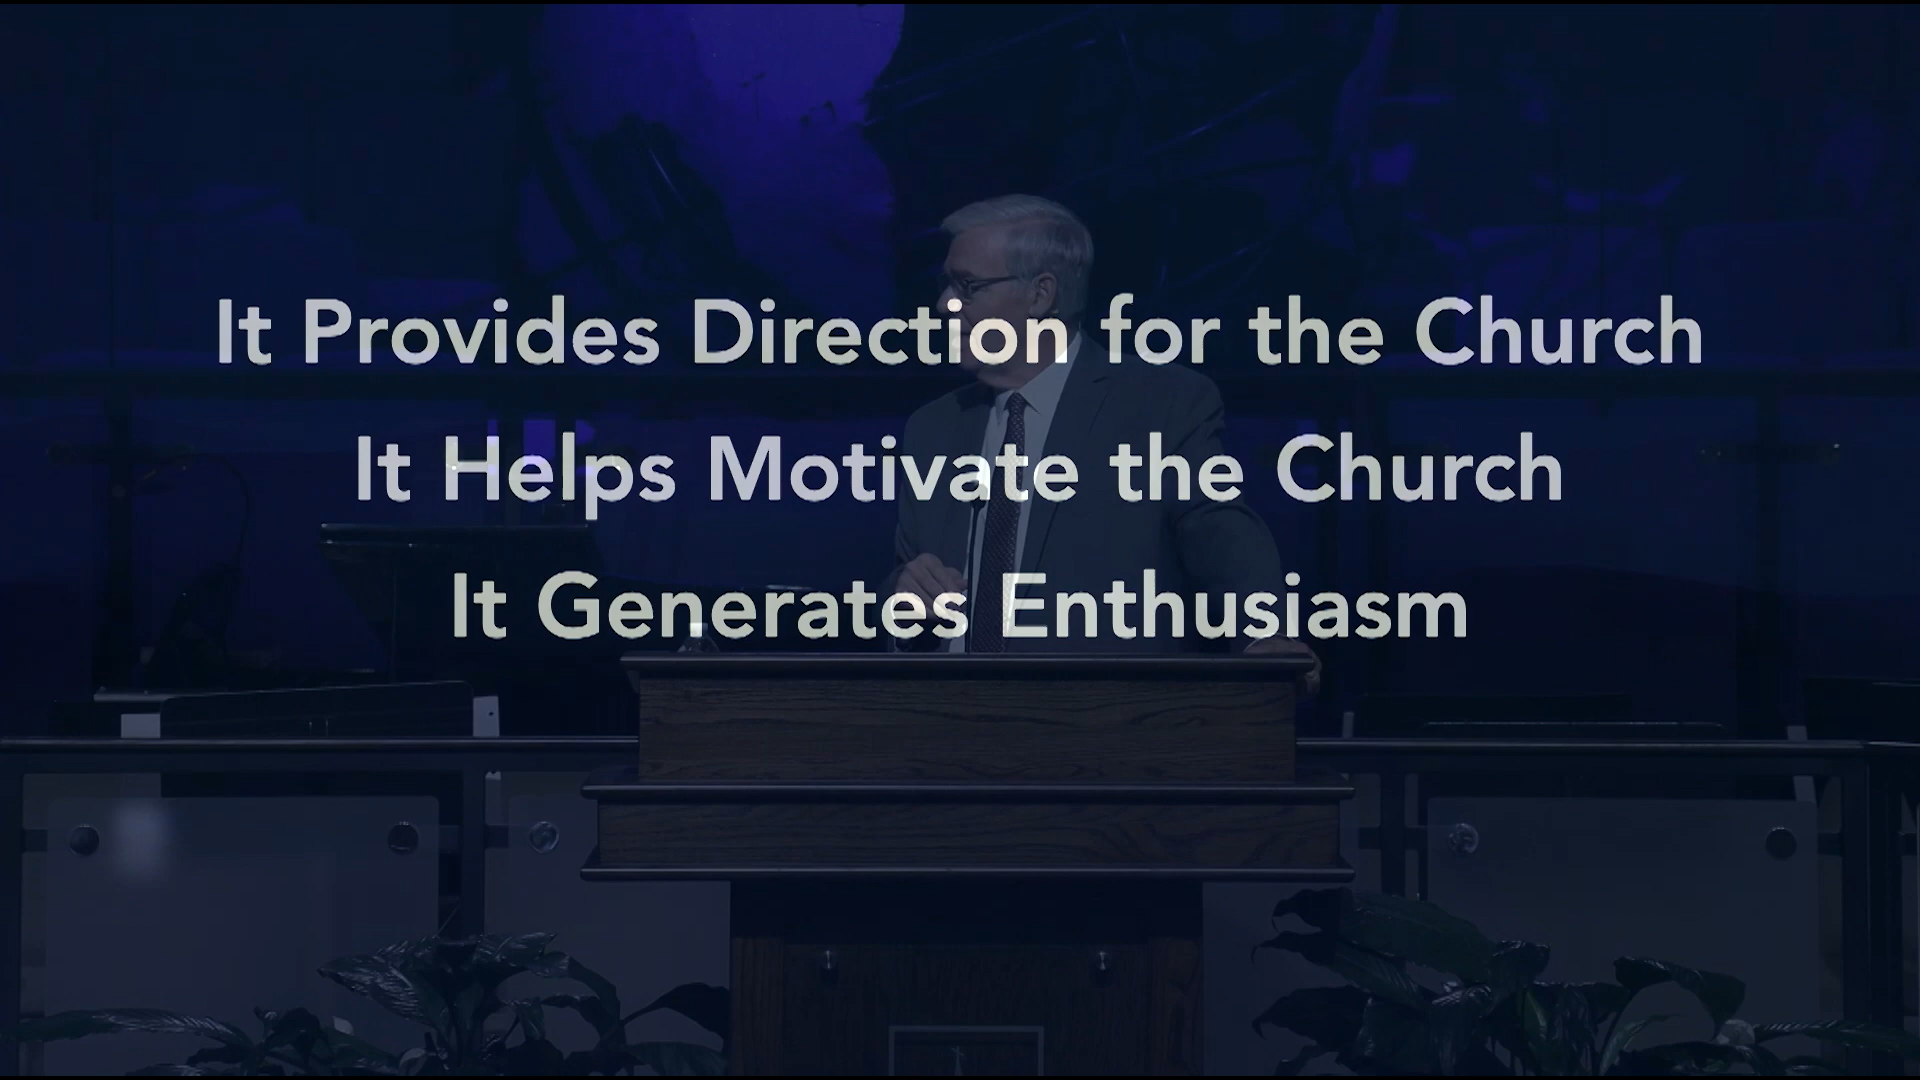 It Provides Direction for the Church
It Helps Motivate the Church
It Generates Enthusiasm